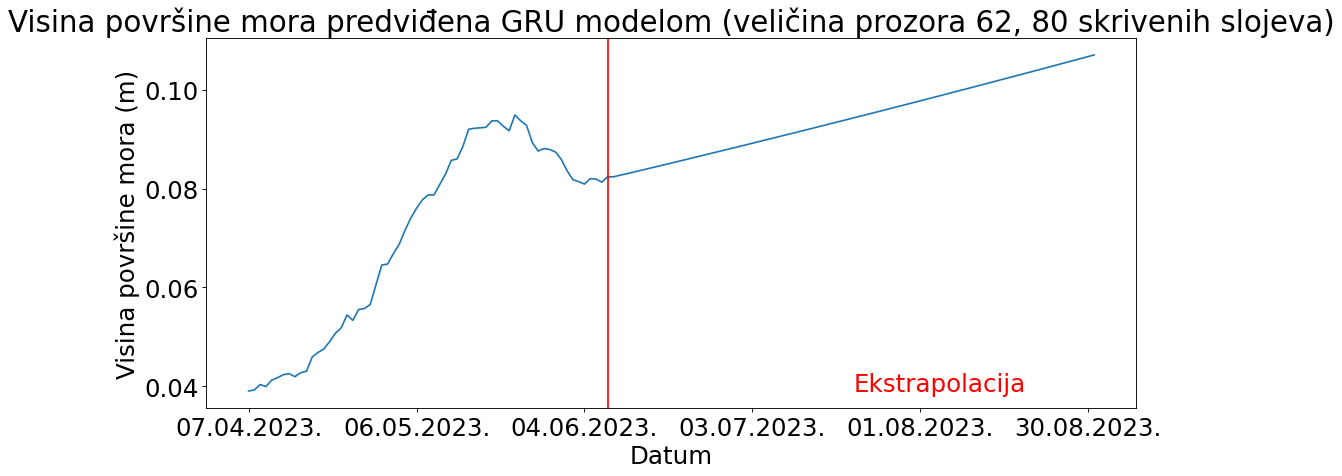 Visina površine mora predviđena GRU modelom (veličina prozora 62, 80 skrivenih slojeva)
Visina površine mora (m)
0.10
0.08
0.06
0.04
Ekstrapolacija
07.04.2023. 06.05.2023. 04.06.2023. 03.07.2023. 01.08.2023. 30.08.2023.
Datum